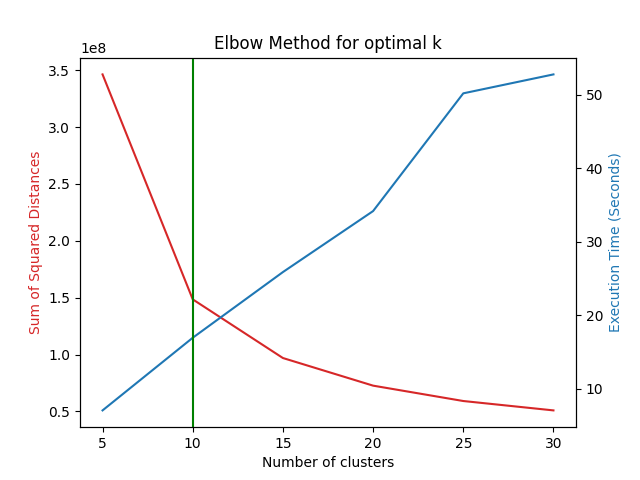 Elbow Method for optimal k
1e8
3.5
3.0
2.5
2.0
1.5
1.0
0.5
Sum of Squared Distances
50
40
30
20
10
Execution Time (Seconds)
5 10 15 20 25 30
Number of clusters